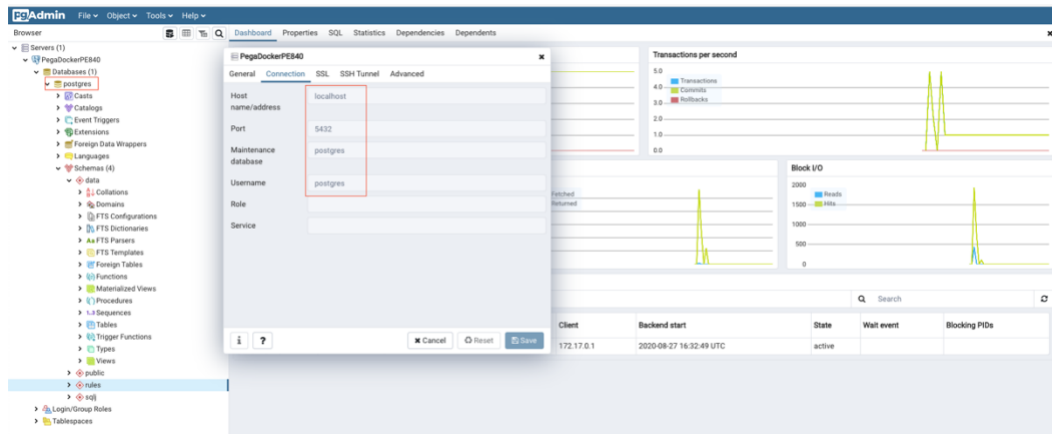 PgAdmin File Object Tools Help
Browser
Dashboard Properties SQL Statistics Dependencies Dependents
Servers (1)
PegaDockerPE840
Databases (1)
postgres
Casts
Catalogs
Event Triggers
Extensions
Foreign Data Wrappers
Languages
Schemas (4)
data
Collations
Domains
FTS Configurations
FTS Dictionaries
FTS Parsers
FTS Templates
Foreign Tables
Functions
Materialized Views
Procedures
Sequences
Tables
Trigger Functions
Types
Views
public
rules
sqlj
Login/Group Roles
Tablespaces
PegaDockerPE840
General Connection SSL SSH Tunnel Advanced
Host name/address localhost
Port 5432
Maintenance database postgres
Username postgres
Role
Service
Cancel Reset Save
Transactions per second
5.0
4.0
3.0
2.0
1.0
0.0
Transactions
Commits
Rollbacks
Fetched
Returned
Block I/O
2000
1500
1000
500
0
Reads
Hits
Search
Client Backend start State Wait event Blocking PIDs
172.17.0.1 2020-08-27 16:32:49 UTC active